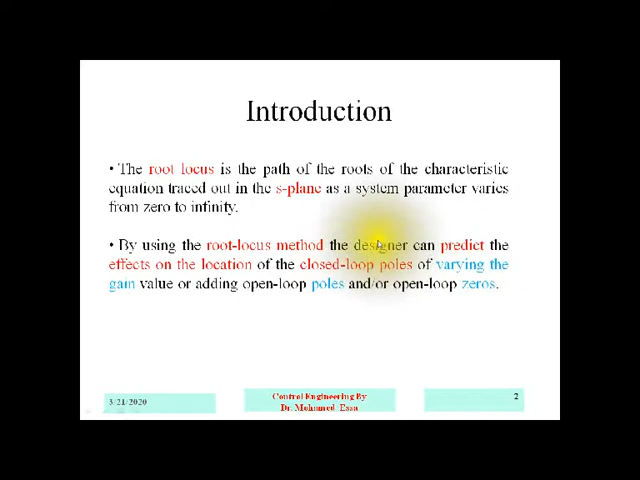 Introduction
• The root locus is the path of the roots of the characteristic
equation traced out in the s-plane as a system parameter varies
from zero to infinity.
• By using the root-locus method the designer can predict the
effects on the location of the closed-loop poles of varying the
gain value or adding open-loop poles and/or open-loop zeros.
3/21/2020
Control Engineering By
Dr. Mohamed Essa
2